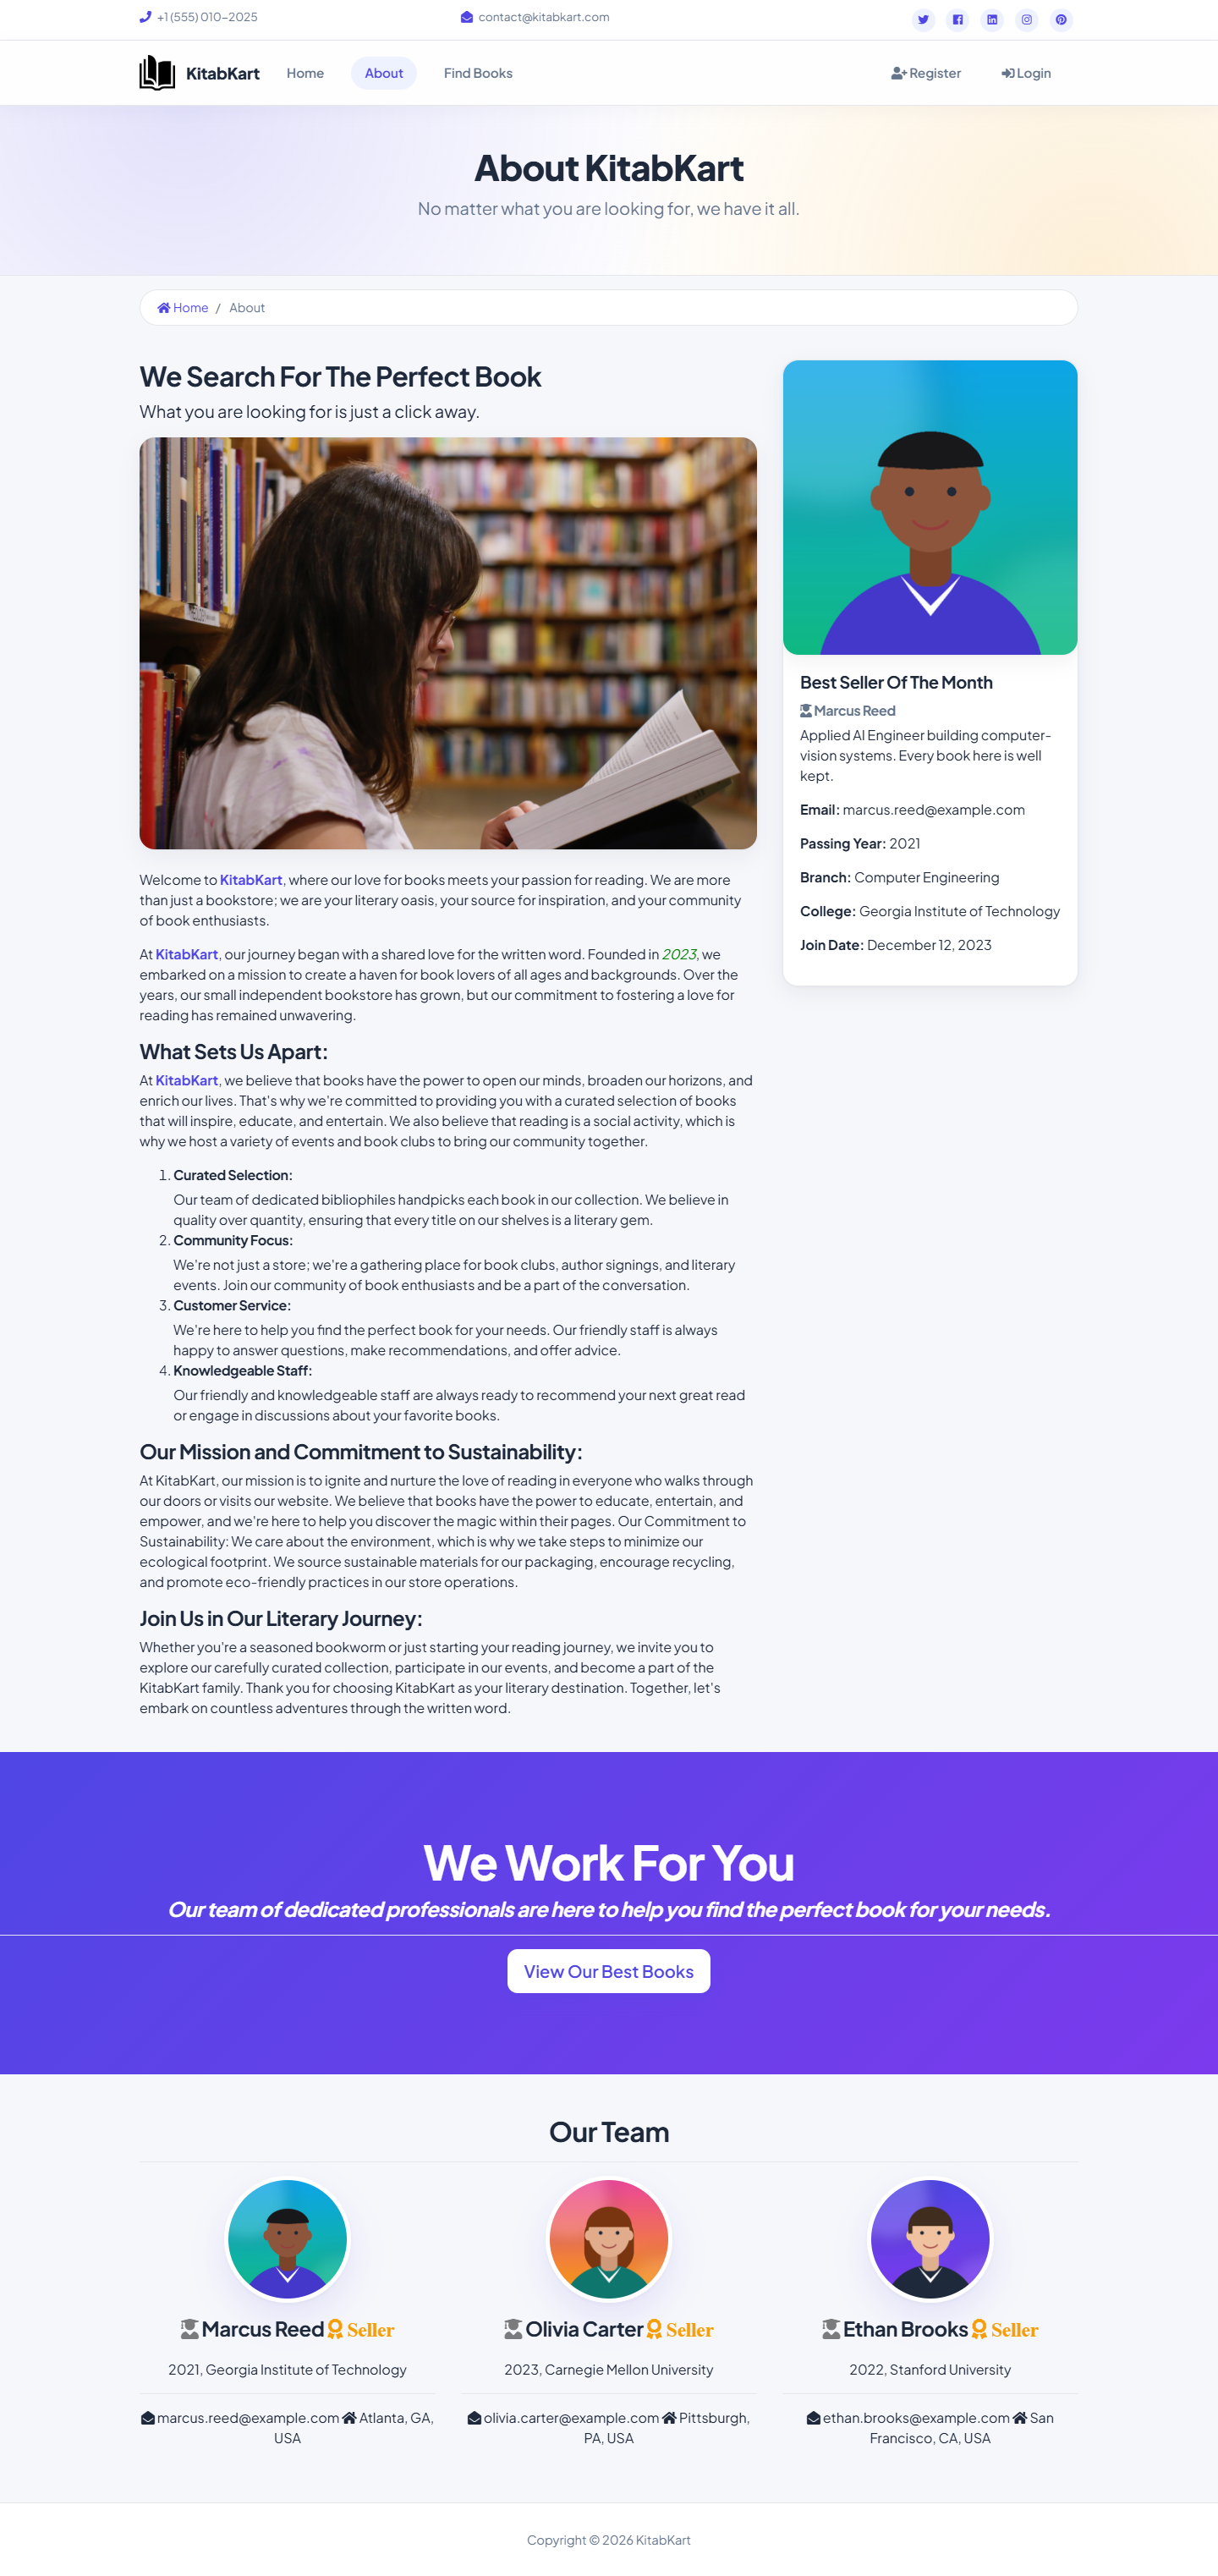 +1 (555) 010-2025
contact@kitabkart.com
KitabKart
Home
About
Find Books
Register
Login
About KitabKart
No matter what you are looking for, we have it all.
Home / About
We Search For The Perfect Book
What you are looking for is just a click away.
Welcome to KitabKart, where our love for books meets your passion for reading. We are more
than just a bookstore; we are your literary oasis, your source for inspiration, and your community
of book enthusiasts.
At KitabKart, our journey began with a shared love for the written word. Founded in 2023, we
embarked on a mission to create a haven for book lovers of all ages and backgrounds. Over the
years, our small independent bookstore has grown, but our commitment to fostering a love for
reading has remained unwavering.
What Sets Us Apart:
At KitabKart, we believe that books have the power to open our minds, broaden our horizons, and
enrich our lives. That's why we're committed to providing you with a curated selection of books
that will inspire, educate, and entertain. We also believe that reading is a social activity, which is
why we host a variety of events and book clubs to bring our community together.
1. Curated Selection:
Our team of dedicated bibliophiles handpicks each book in our collection. We believe in
quality over quantity, ensuring that every title on our shelves is a literary gem.
2. Community Focus:
We're not just a store; we're a gathering place for book clubs, author signings, and literary
events. Join our community of book enthusiasts and be a part of the conversation.
3. Customer Service:
We're here to help you find the perfect book for your needs. Our friendly staff is always
happy to answer questions, make recommendations, and offer advice.
4. Knowledgeable Staff:
Our friendly and knowledgeable staff are always ready to recommend your next great read
or engage in discussions about your favorite books.
Our Mission and Commitment to Sustainability:
At KitabKart, our mission is to ignite and nurture the love of reading in everyone who walks through
our doors or visits our website. We believe that books have the power to educate, entertain, and
empower, and we're here to help you discover the magic within their pages. Our Commitment to
Sustainability: We care about the environment, which is why we take steps to minimize our
ecological footprint. We source sustainable materials for our packaging, encourage recycling,
and promote eco-friendly practices in our store operations.
Join Us in Our Literary Journey:
Whether you're a seasoned bookworm or just starting your reading journey, we invite you to
explore our carefully curated collection, participate in our events, and become a part of the
KitabKart family. Thank you for choosing KitabKart as your literary destination. Together, let's
embark on countless adventures through the written word.
Best Seller Of The Month
Marcus Reed
Applied AI Engineer building computer-
vision systems. Every book here is well
kept.
Email: marcus.reed@example.com
Passing Year: 2021
Branch: Computer Engineering
College: Georgia Institute of Technology
Join Date: December 12, 2023
We Work For You
Our team of dedicated professionals are here to help you find the perfect book for your needs.
View Our Best Books
Our Team
Marcus Reed Seller
2021, Georgia Institute of Technology
marcus.reed@example.com Atlanta, GA,
USA
Olivia Carter Seller
2023, Carnegie Mellon University
olivia.carter@example.com Pittsburgh,
PA, USA
Ethan Brooks Seller
2022, Stanford University
ethan.brooks@example.com San
Francisco, CA, USA
Copyright © 2026 KitabKart